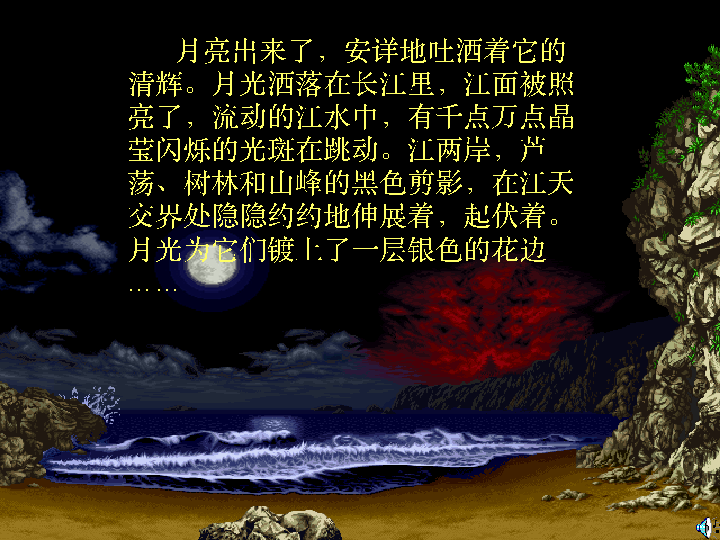 月亮出来了，安详地吐洒着它的
清辉。月光洒落在长江里，江面被照
亮了，流动的江水中，有千点万点晶
莹闪烁的光斑在跳动。江两岸，芦
荡、树林和山峰的黑色剪影，在江天
交界处隐隐约约地伸展着，起伏着。
月光为它们镀上了一层银色的花边
……